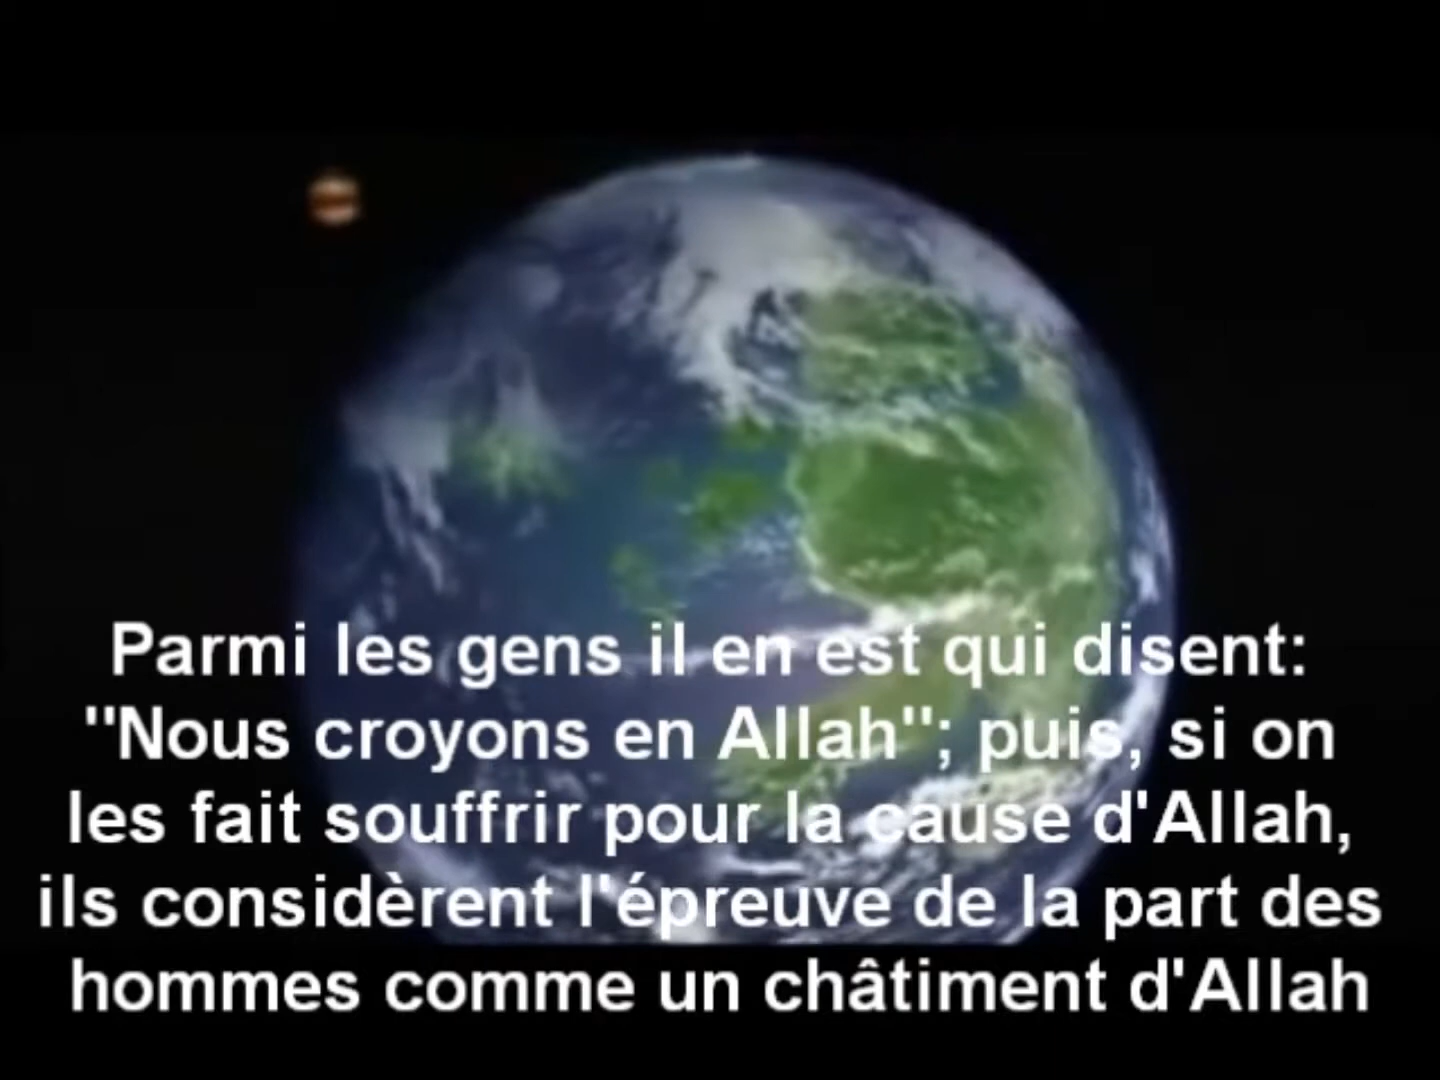 Parmi les gens il en est qui disent:
"Nous croyons en Allah"; puis, si on
les fait souffrir pour la cause d'Allah,
ils considèrent l'épreuve de la part des
hommes comme un châtiment d'Allah